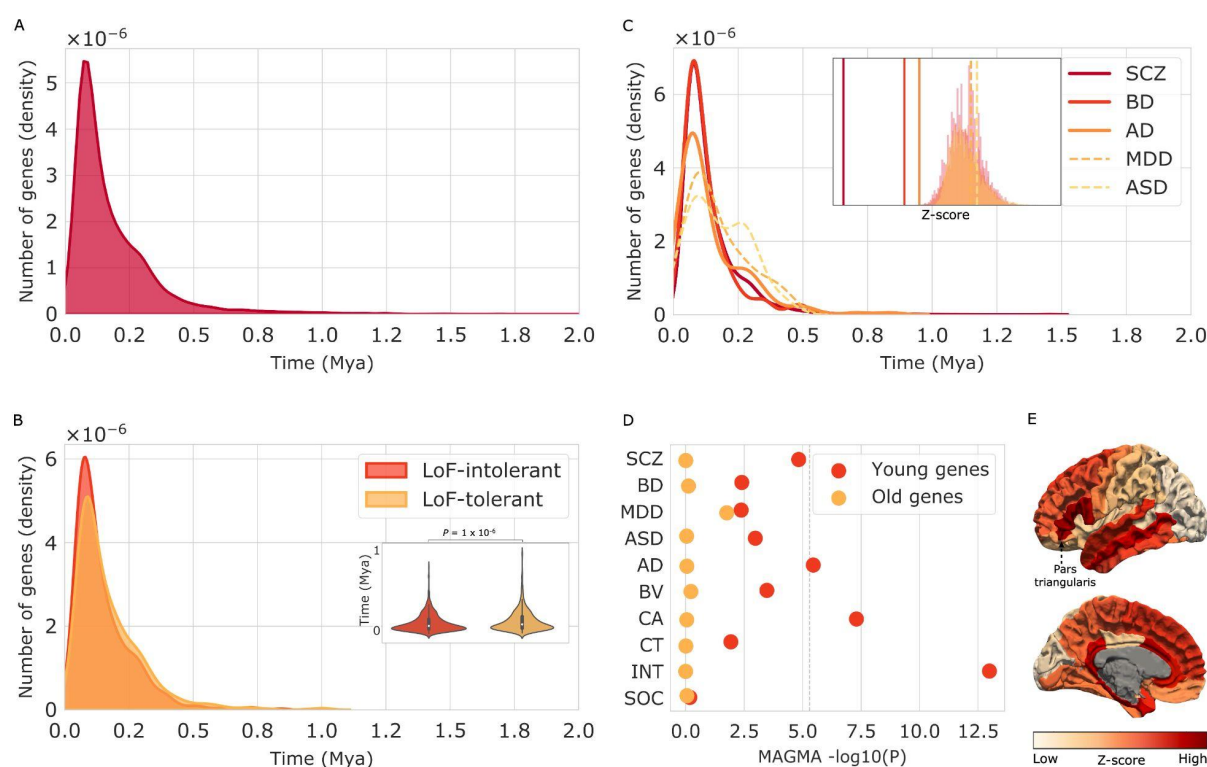 A
×10⁻⁶
Number of genes (density)
5
4
3
2
1
0
0.0 0.2 0.5 0.7 1.0 1.2 1.5 1.8 2.0
Time (Mya)
C
×10⁻⁶
Number of genes (density)
6
4
2
0
SCZ
BD
AD
MDD
ASD
Z-score
0.0 0.2 0.5 0.7 1.0 1.2 1.5 1.8 2.0
Time (Mya)
B
×10⁻⁶
Number of genes (density)
6
4
2
0
LoF-intolerant
LoF-tolerant
P = 1 x 10⁻⁶
Time (Mya)
1
0
0.0 0.2 0.5 0.7 1.0 1.2 1.5 1.8 2.0
Time (Mya)
D
SCZ
BD
MDD
ASD
AD
BV
CA
CT
INT
SOC
Young genes
Old genes
0.0 2.5 5.0 7.5 10.0 12.5
MAGMA -log10(P)
E
Pars
triangularis
Low Z-score High